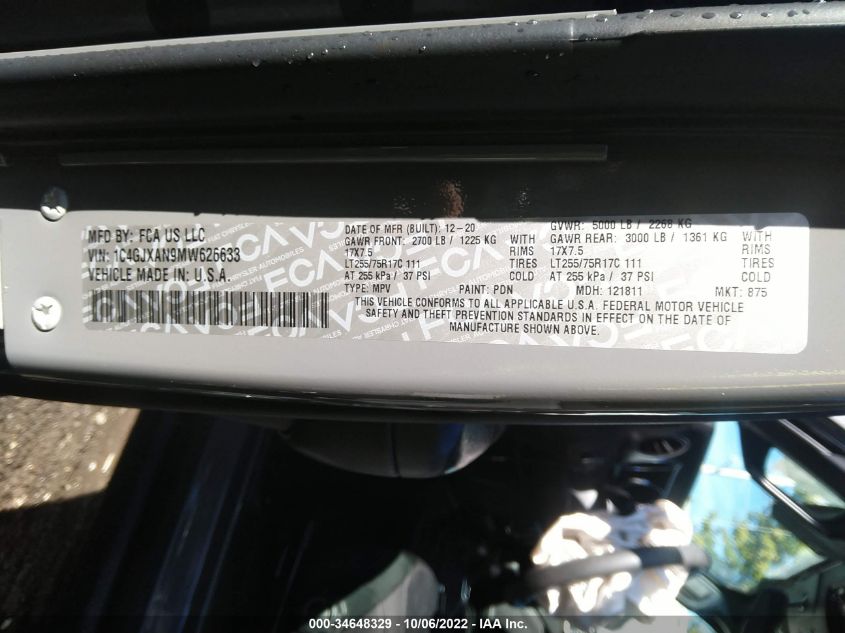 MFD BY: FCA US LLC
DATE OF MFR (BUILT): 12-20
GVWR: 5000 LB / 2268 KG
VIN: 1C4GJXAN9MW625633
GAWR FRONT: 2700 LB / 1225 KG WITH
GAWR REAR: 3000 LB / 1361 KG WITH
VEHICLE MADE IN U.S.A.
17X7.5 RIMS
17X7.5 RIMS
LT255/75R17C 111 TIRES
LT255/75R17C 111 TIRES
AT 255 kPa / 37 PSI COLD
AT 255 kPa / 37 PSI COLD
TYPE: MPV PAINT: PDN MDH: 121811 MKT: 875
THIS VEHICLE CONFORMS TO ALL APPLICABLE U.S.A. FEDERAL MOTOR VEHICLE
SAFETY AND THEFT PREVENTION STANDARDS IN EFFECT ON THE DATE OF
MANUFACTURE SHOWN ABOVE.
000-34648329 - 10/06/2022 - IAA Inc.